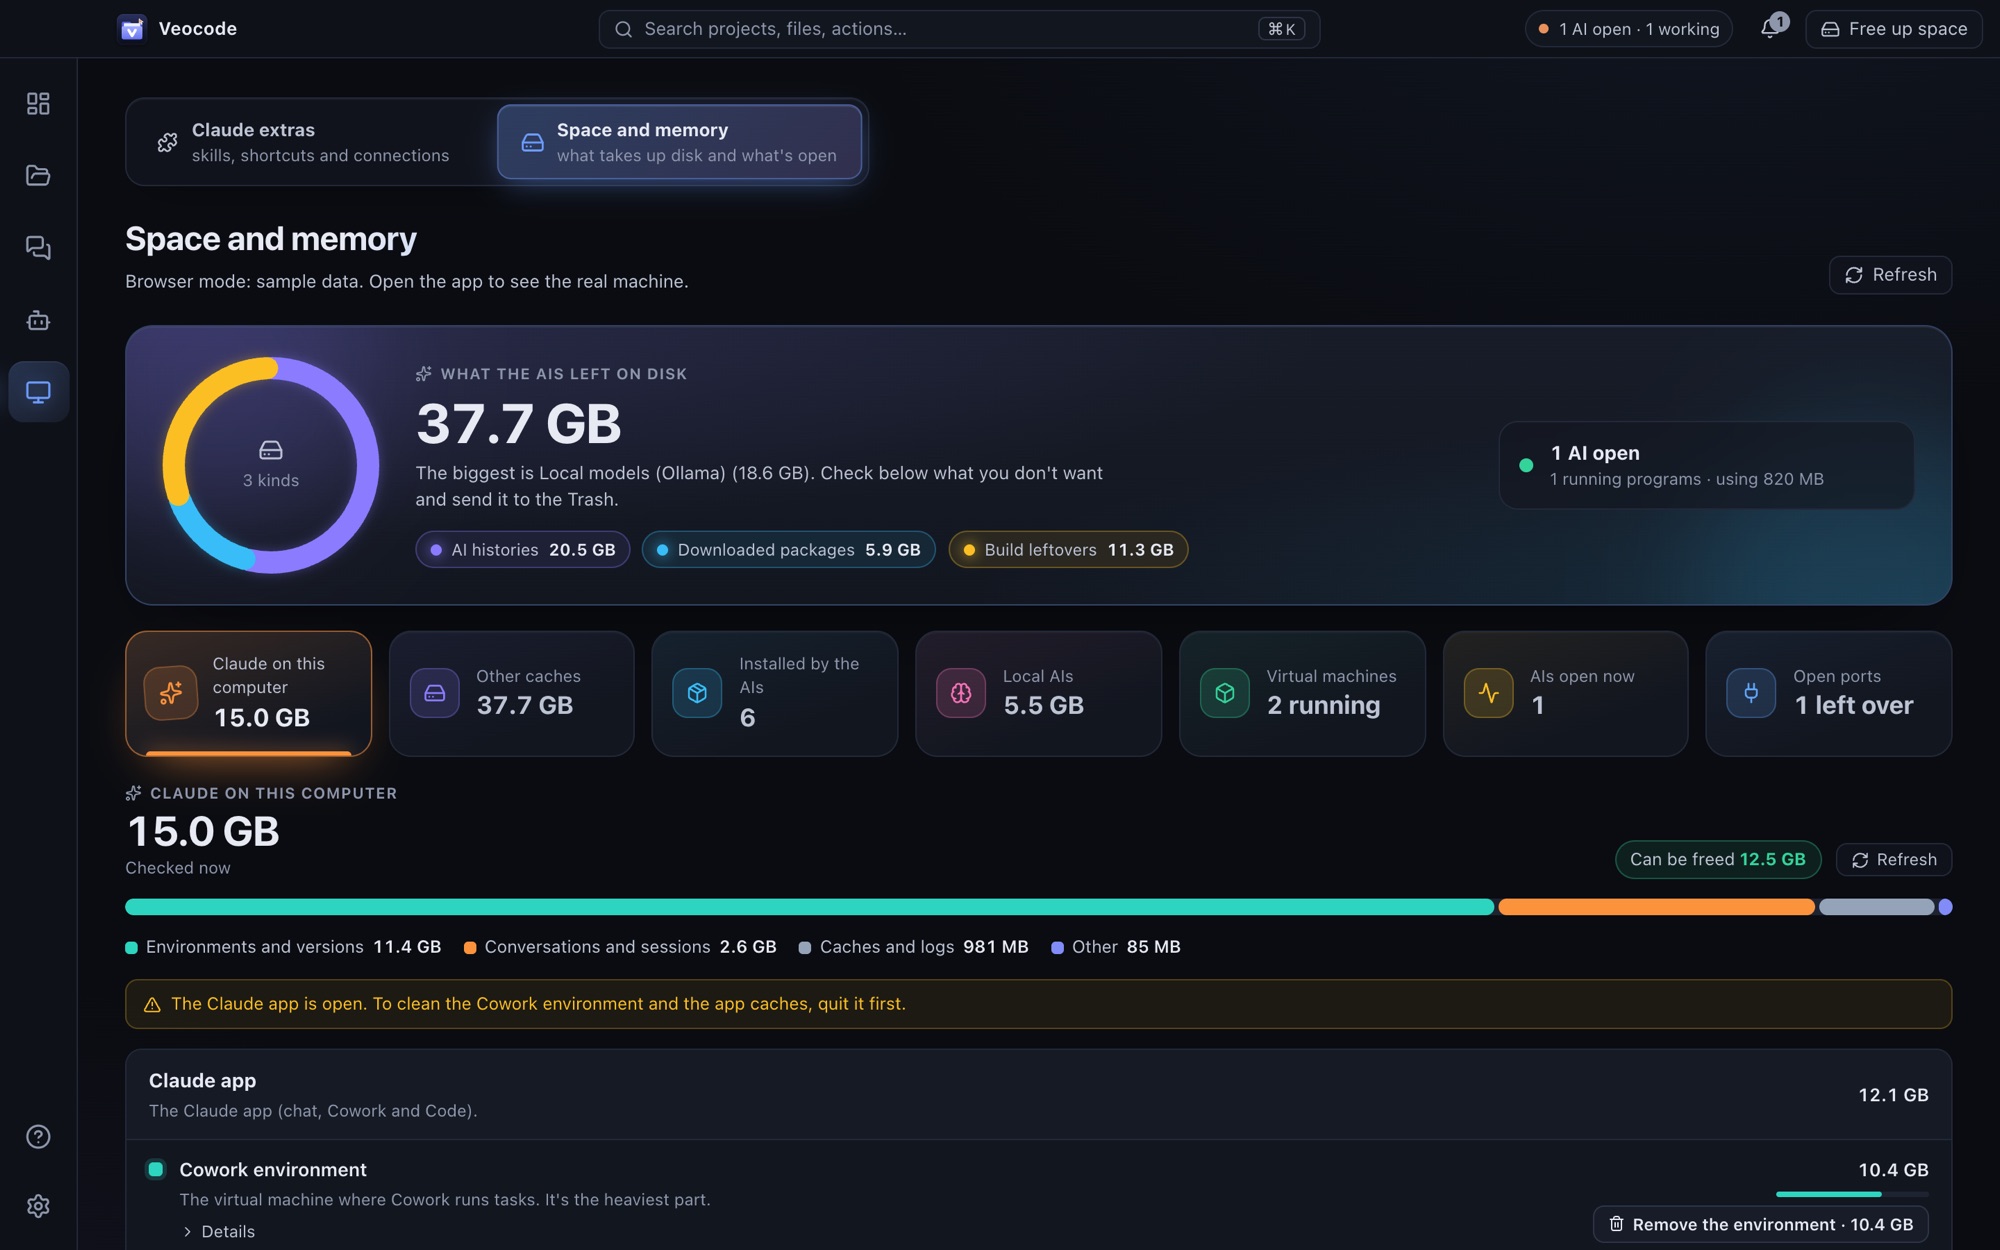 Veocode
Search projects, files, actions...
⌘K
1 AI open · 1 working
1
Free up space
Claude extras
skills, shortcuts and connections
Space and memory
what takes up disk and what's open
Space and memory
Browser mode: sample data. Open the app to see the real machine.
Refresh
3 kinds
WHAT THE AIS LEFT ON DISK
37.7 GB
The biggest is Local models (Ollama) (18.6 GB). Check below what you don't want
and send it to the Trash.
AI histories 20.5 GB
Downloaded packages 5.9 GB
Build leftovers 11.3 GB
1 AI open
1 running programs · using 820 MB
Claude on this
computer
15.0 GB
Other caches
37.7 GB
Installed by the
AIs
6
Local AIs
5.5 GB
Virtual machines
2 running
AIs open now
1
Open ports
1 left over
CLAUDE ON THIS COMPUTER
15.0 GB
Checked now
Can be freed 12.5 GB
Refresh
Environments and versions 11.4 GB
Conversations and sessions 2.6 GB
Caches and logs 981 MB
Other 85 MB
The Claude app is open. To clean the Cowork environment and the app caches, quit it first.
Claude app
The Claude app (chat, Cowork and Code).
12.1 GB
Cowork environment
The virtual machine where Cowork runs tasks. It's the heaviest part.
10.4 GB
Details
Remove the environment · 10.4 GB